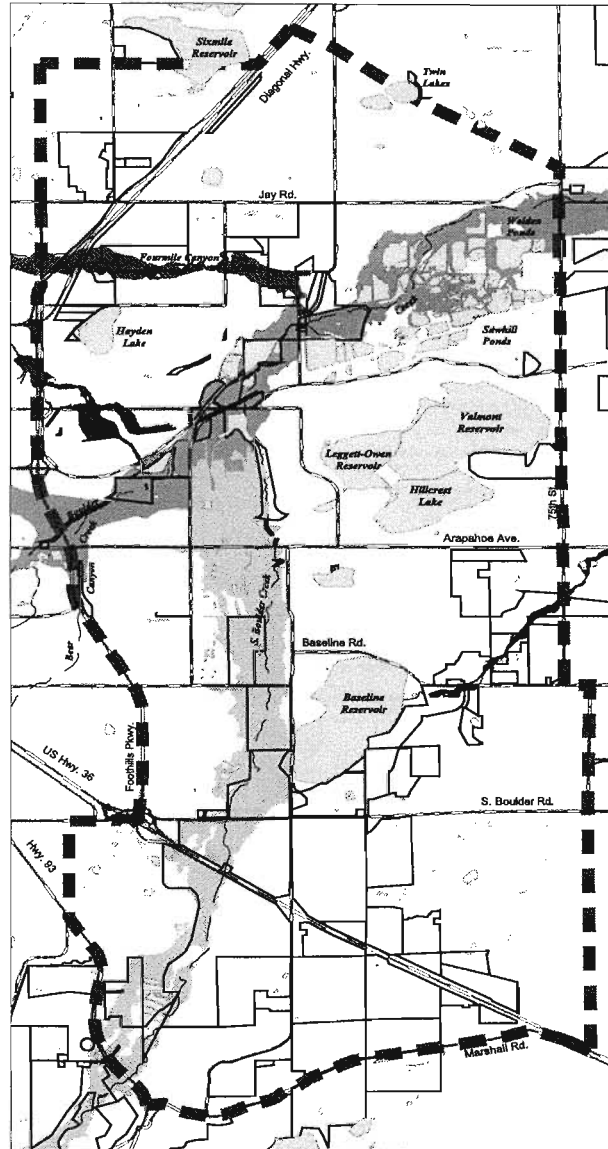 Sixmile
Reservoir
Diagonal Hwy.
Twin
Lakes
Jay Rd.
Walden
Ponds
Fourmile Canyon
Creek
Hayden
Lake
Sawhill
Ponds
Valmont
Reservoir
Leggett-Owen
Reservoir
Hillcrest
Lake
75th St.
Boulder
Creek
Arapahoe Ave.
Bear
Canyon
S. Boulder Creek
Baseline Rd.
Baseline
Reservoir
Foothills Pkwy.
US Hwy. 36
S. Boulder Rd.
Hwy. 93
Marshall Rd.